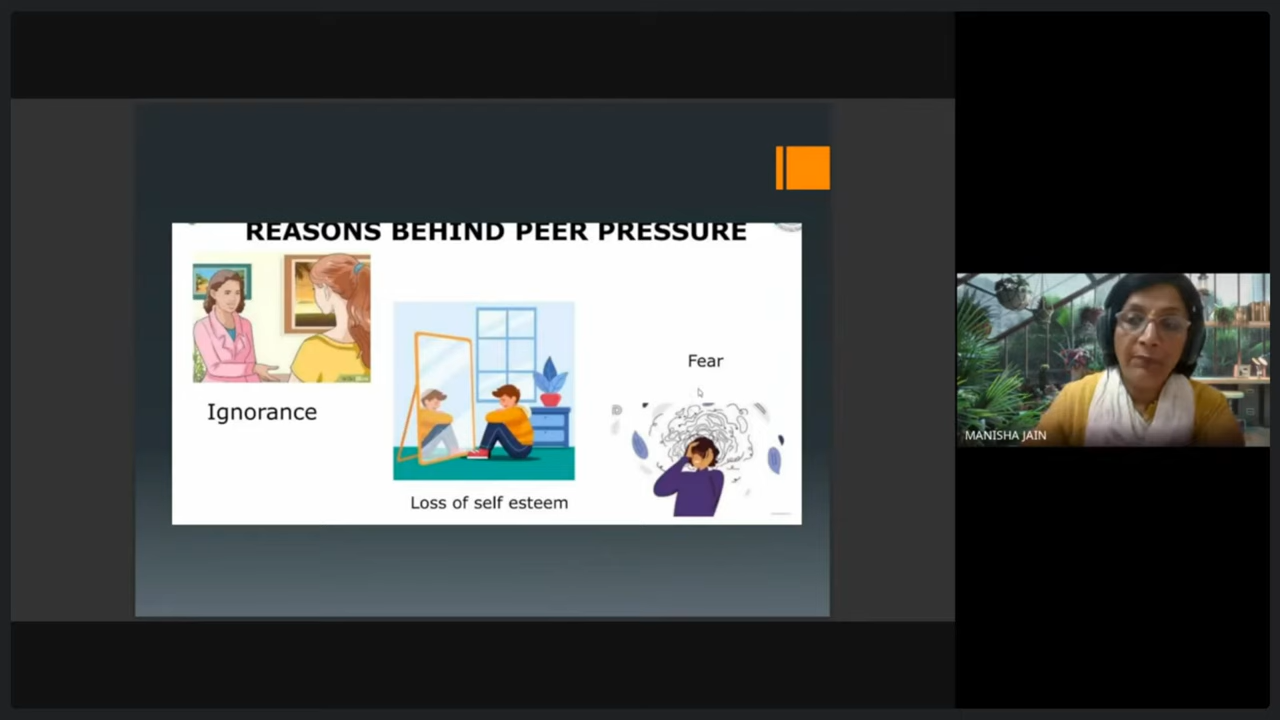 REASONS BEHIND PEER PRESSURE
Ignorance
Loss of self esteem
Fear
MANISHA JAIN